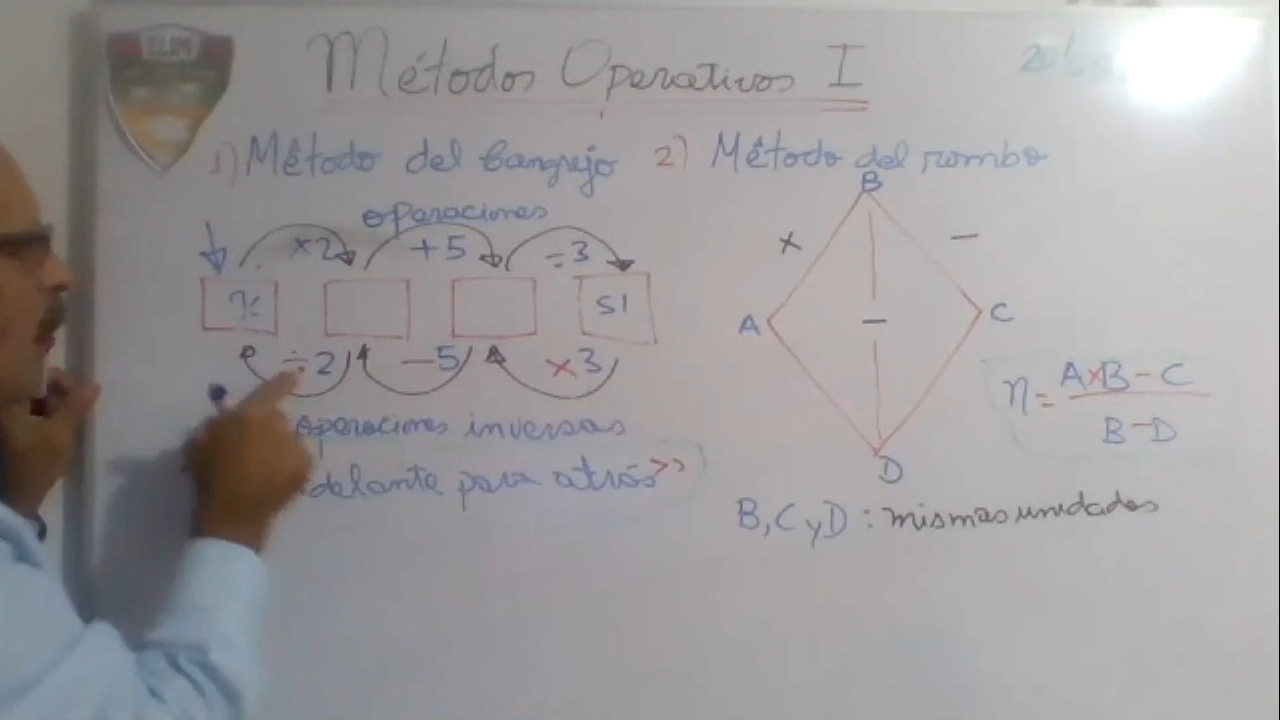 ELIM
Métodos Operativos I
1) Método del Cangrejo
operaciones
×2 +5 ÷3
x 51
÷2 −5 ×3
operaciones inversas
delante para atrás>>
2) Método del rombo
B
× −
A − C
D
n = A×B−C
B−D
B, C y D : mismas unidades